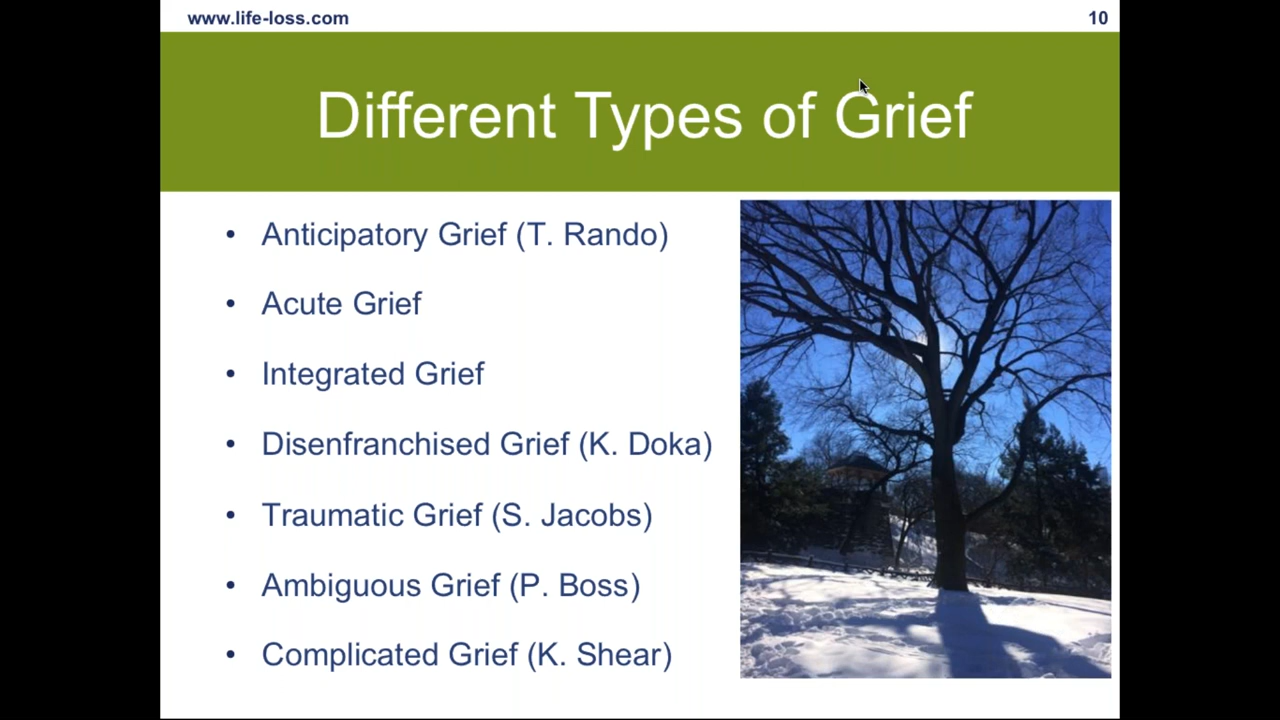 www.life-loss.com 10
Different Types of Grief
• Anticipatory Grief (T. Rando)
• Acute Grief
• Integrated Grief
• Disenfranchised Grief (K. Doka)
• Traumatic Grief (S. Jacobs)
• Ambiguous Grief (P. Boss)
• Complicated Grief (K. Shear)